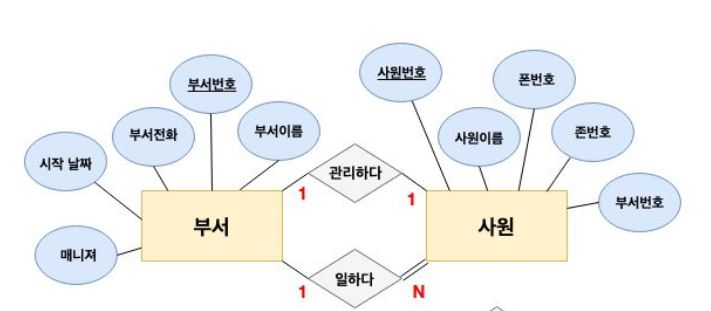 사원번호
폰번호
부서번호
부서전화
부서이름
사원이름
존번호
시작 날짜
관리하다
부서번호
1
1
부서
사원
매니져
일하다
1
N